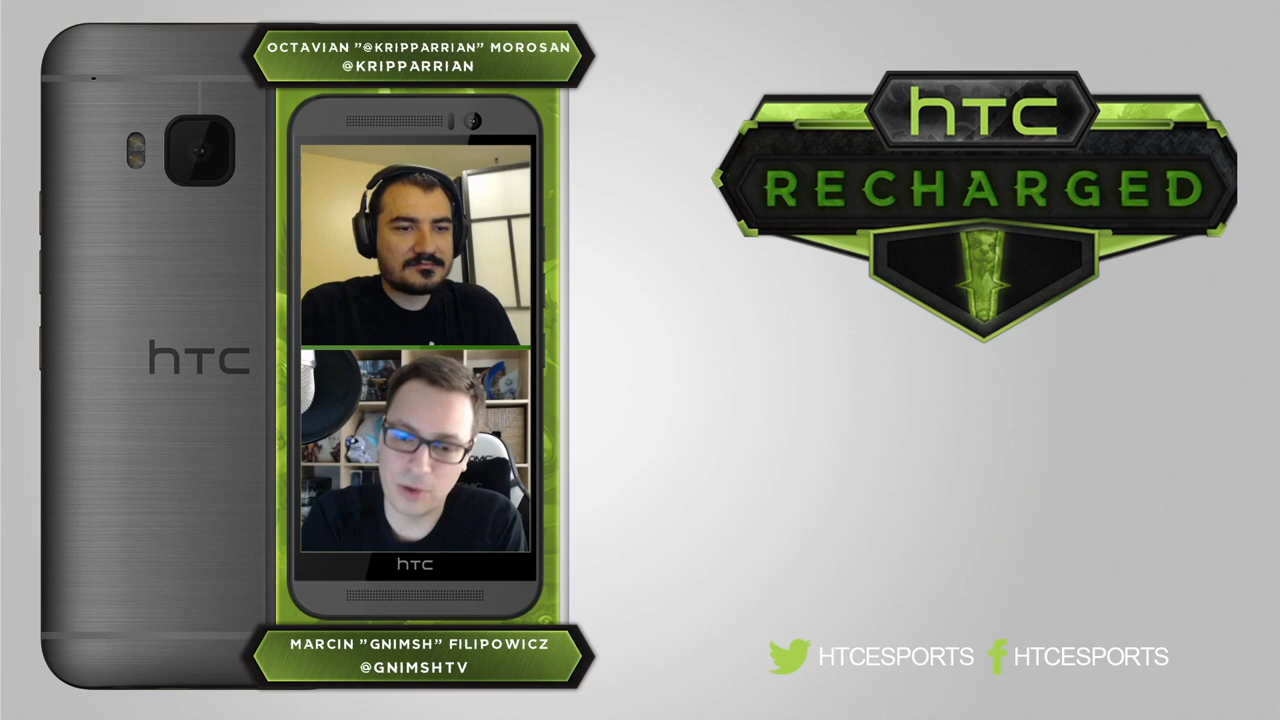 OCTAVIAN "@KRIPPARRIAN" MOROSAN
@KRIPPARRIAN
hTC
RECHARGED
hTC
hTC
MARCIN "GNIMSH" FILIPOWICZ
@GNIMSHTV
HTCESPORTS
HTCESPORTS